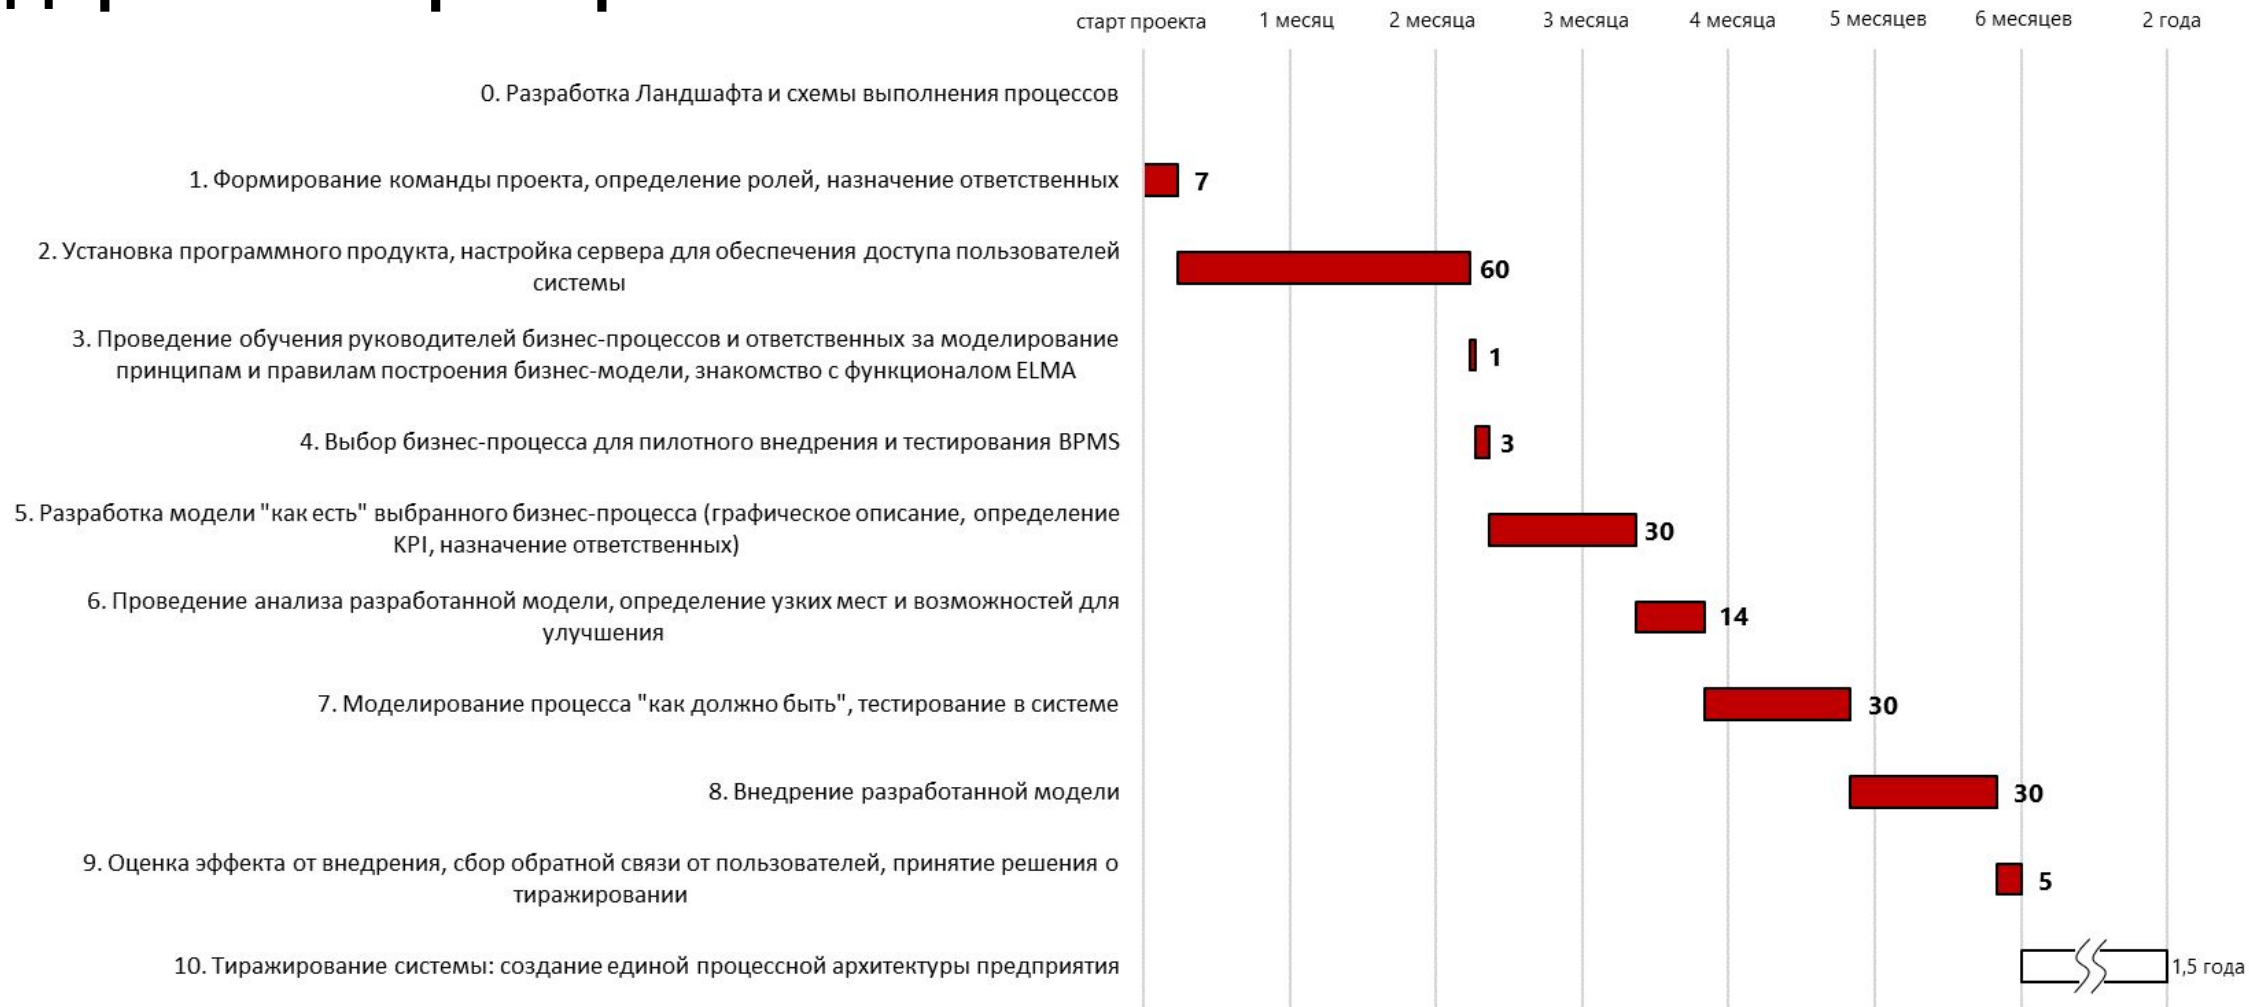 старт проекта 1 месяц 2 месяца 3 месяца 4 месяца 5 месяцев 6 месяцев 2 года
0. Разработка Ландшафта и схемы выполнения процессов
1. Формирование команды проекта, определение ролей, назначение ответственных 7
2. Установка программного продукта, настройка сервера для обеспечения доступа пользователей
системы
60
3. Проведение обучения руководителей бизнес-процессов и ответственных за моделирование
принципам и правилам построения бизнес-модели, знакомство с функционалом ELMA
1
4. Выбор бизнес-процесса для пилотного внедрения и тестирования BPMS 3
5. Разработка модели "как есть" выбранного бизнес-процесса (графическое описание, определение
KPI, назначение ответственных)
30
6. Проведение анализа разработанной модели, определение узких мест и возможностей для
улучшения
14
7. Моделирование процесса "как должно быть", тестирование в системе 30
8. Внедрение разработанной модели 30
9. Оценка эффекта от внедрения, сбор обратной связи от пользователей, принятие решения о
тиражировании
5
10. Тиражирование системы: создание единой процессной архитектуры предприятия 1,5 года